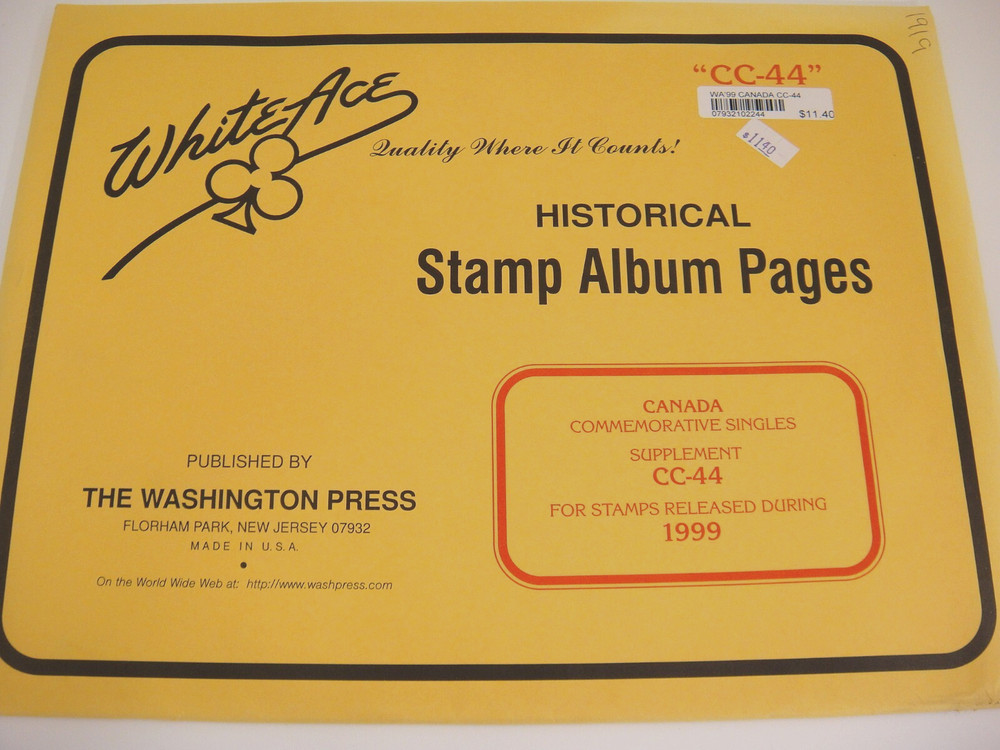 1919
"CC-44"
WA'99 CANADA CC-44
07932102244 $11.40
$1140
White Ace
Quality Where It Counts!
HISTORICAL
Stamp Album Pages
CANADA
COMMEMORATIVE SINGLES
SUPPLEMENT
CC-44
FOR STAMPS RELEASED DURING
1999
PUBLISHED BY
THE WASHINGTON PRESS
FLORHAM PARK, NEW JERSEY 07932
MADE IN U.S.A.
On the World Wide Web at: http://www.washpress.com